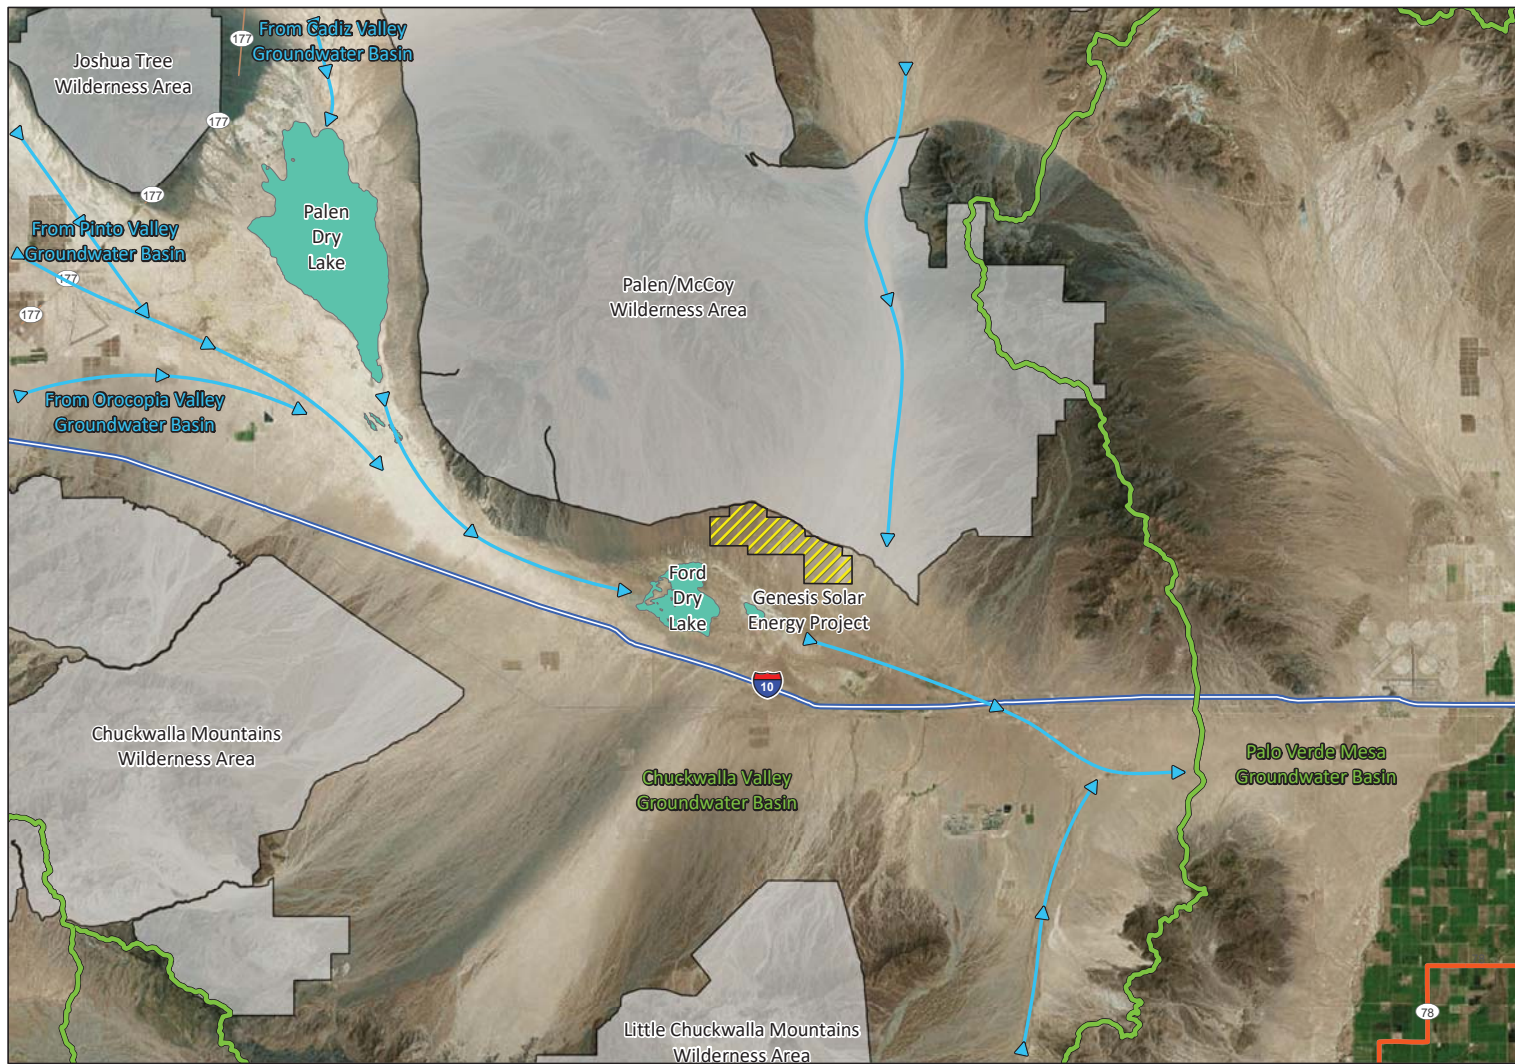 From Cadiz Valley
Groundwater Basin
177
Joshua Tree
Wilderness Area
177
177
Palen
Dry
Lake
From Pinto Valley
Groundwater Basin
177
177
Palen/McCoy
Wilderness Area
From Orocopia Valley
Groundwater Basin
Ford
Dry
Lake
Genesis Solar
Energy Project
10
Chuckwalla Mountains
Wilderness Area
Chuckwalla Valley
Groundwater Basin
Palo Verde Mesa
Groundwater Basin
78
Little Chuckwalla Mountains
Wilderness Area